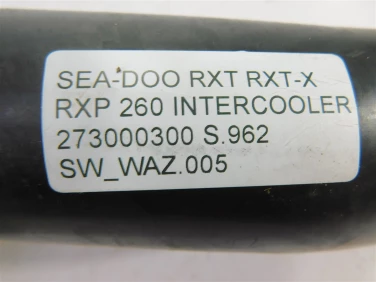 SEA-DOO RXT RXT-X
RXP 260 INTERCOOLER
273000300 S.962
SW_WAZ.005